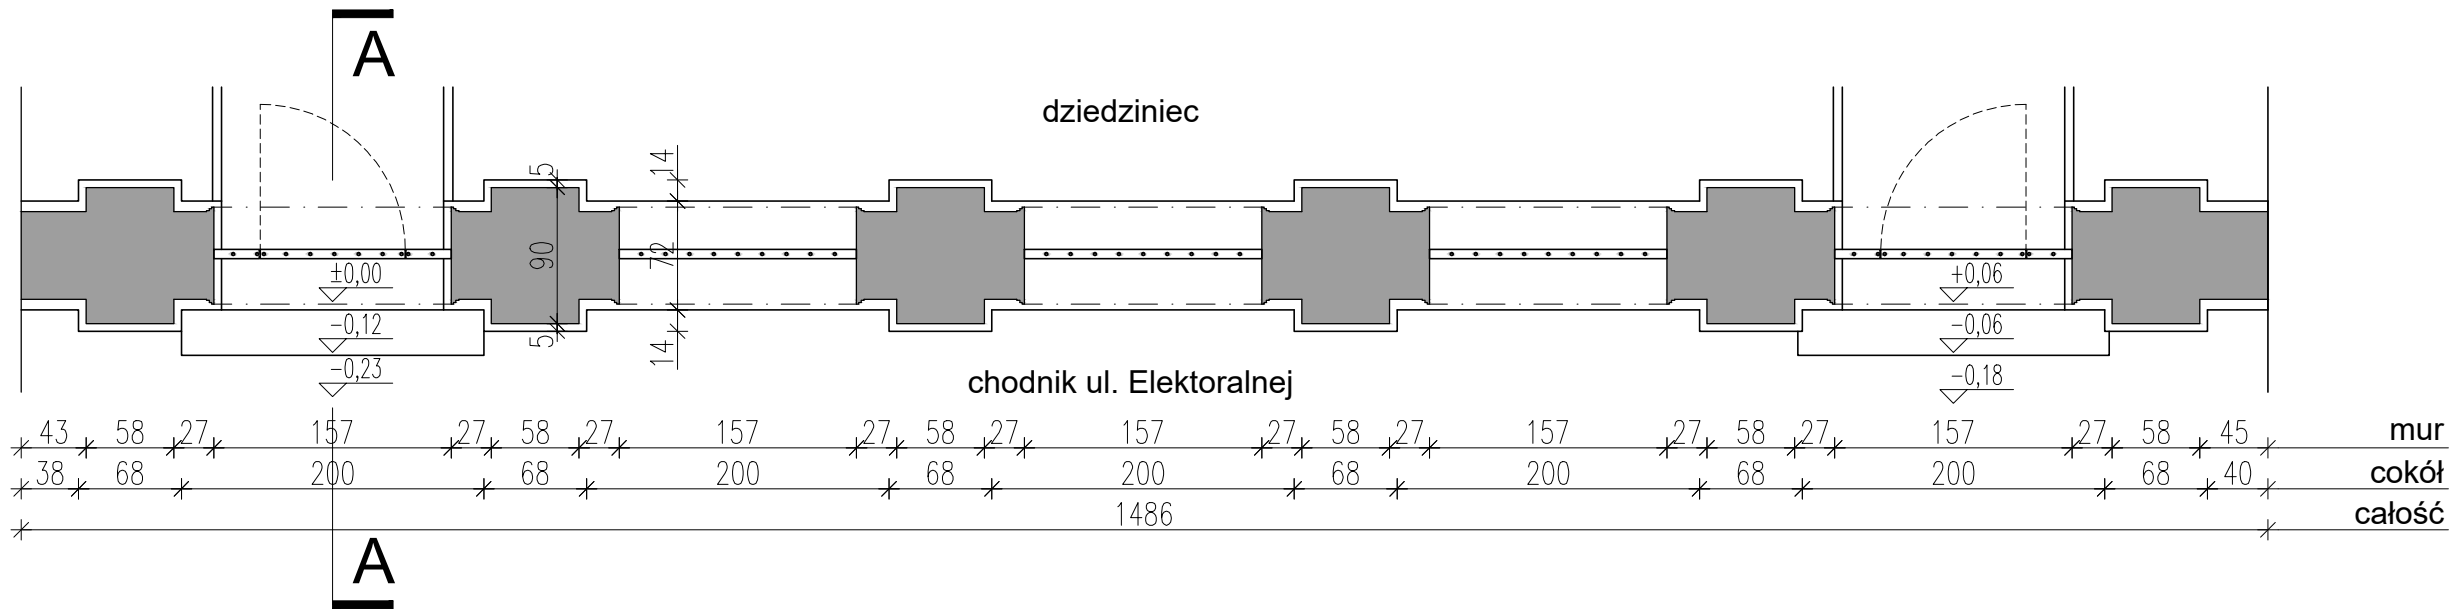 A
dziedziniec
5 14
90 72
±0,00 +0,06
-0,12 -0,06
5 14
-0,23 -0,18
chodnik ul. Elektoralnej
43 58 27 157 27 58 27 157 27 58 27 157 27 58 27 157 27 58 27 157 27 58 45 mur
38 68 200 68 200 68 200 68 200 68 200 68 40 cokół
1486 całość
A